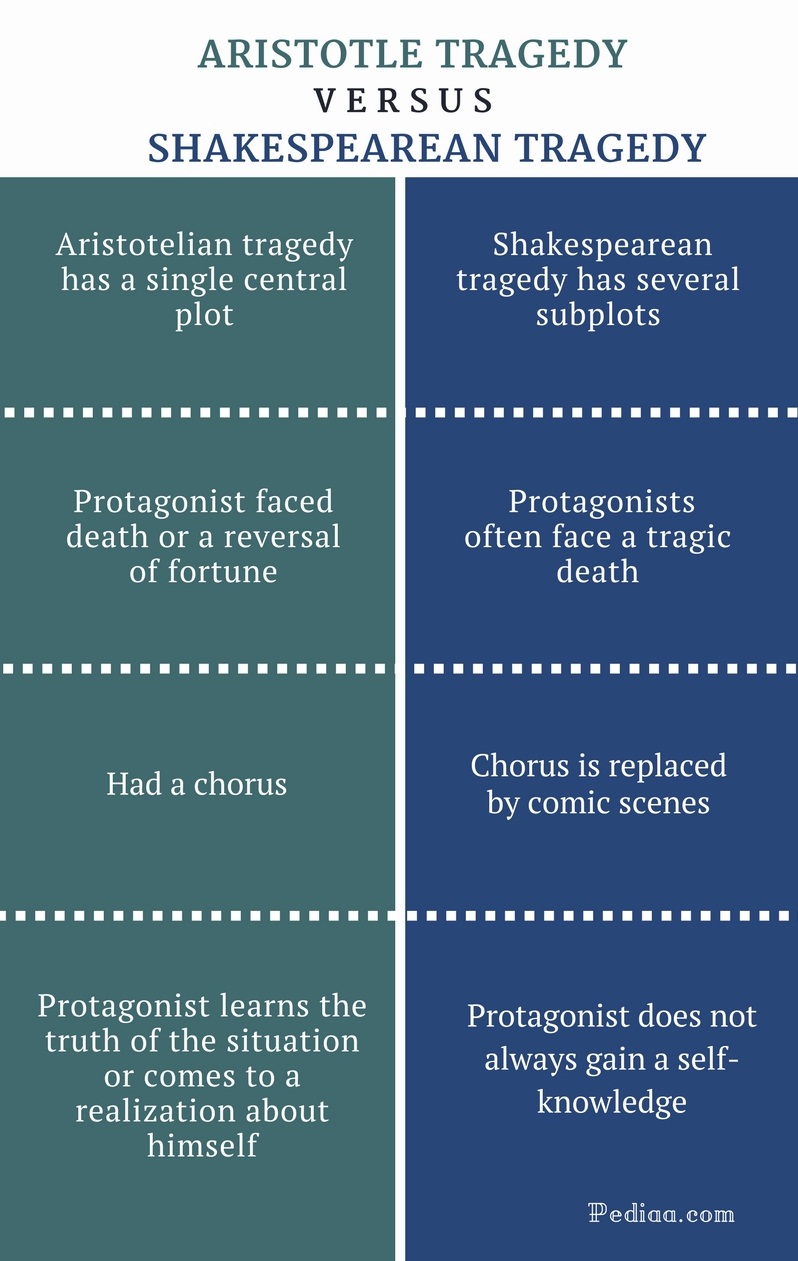 ARISTOTLE TRAGEDY
VERSUS
SHAKESPEAREAN TRAGEDY
Aristotelian tragedy
has a single central
plot
Shakespearean
tragedy has several
subplots
Protagonist faced
death or a reversal
of fortune
Protagonists
often face a tragic
death
Had a chorus
Chorus is replaced
by comic scenes
Protagonist learns the
truth of the situation
or comes to a
realization about
himself
Protagonist does not
always gain a self-
knowledge
Pediaa.com